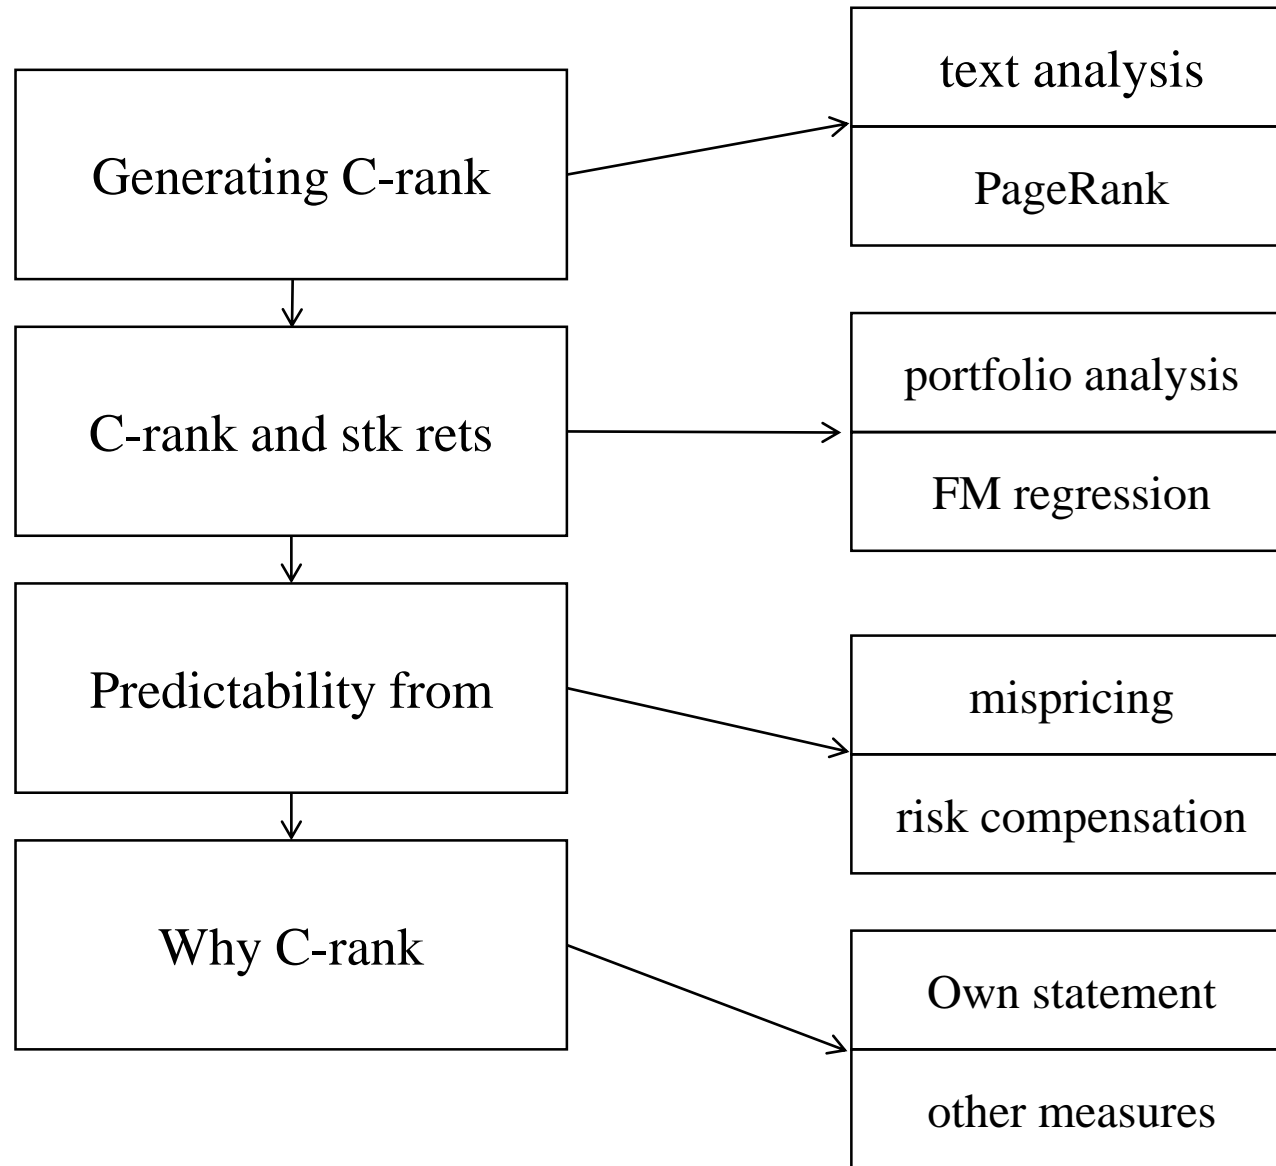 Generating C-rank
text analysis
PageRank
C-rank and stk rets
portfolio analysis
FM regression
Predictability from
mispricing
risk compensation
Why C-rank
Own statement
other measures